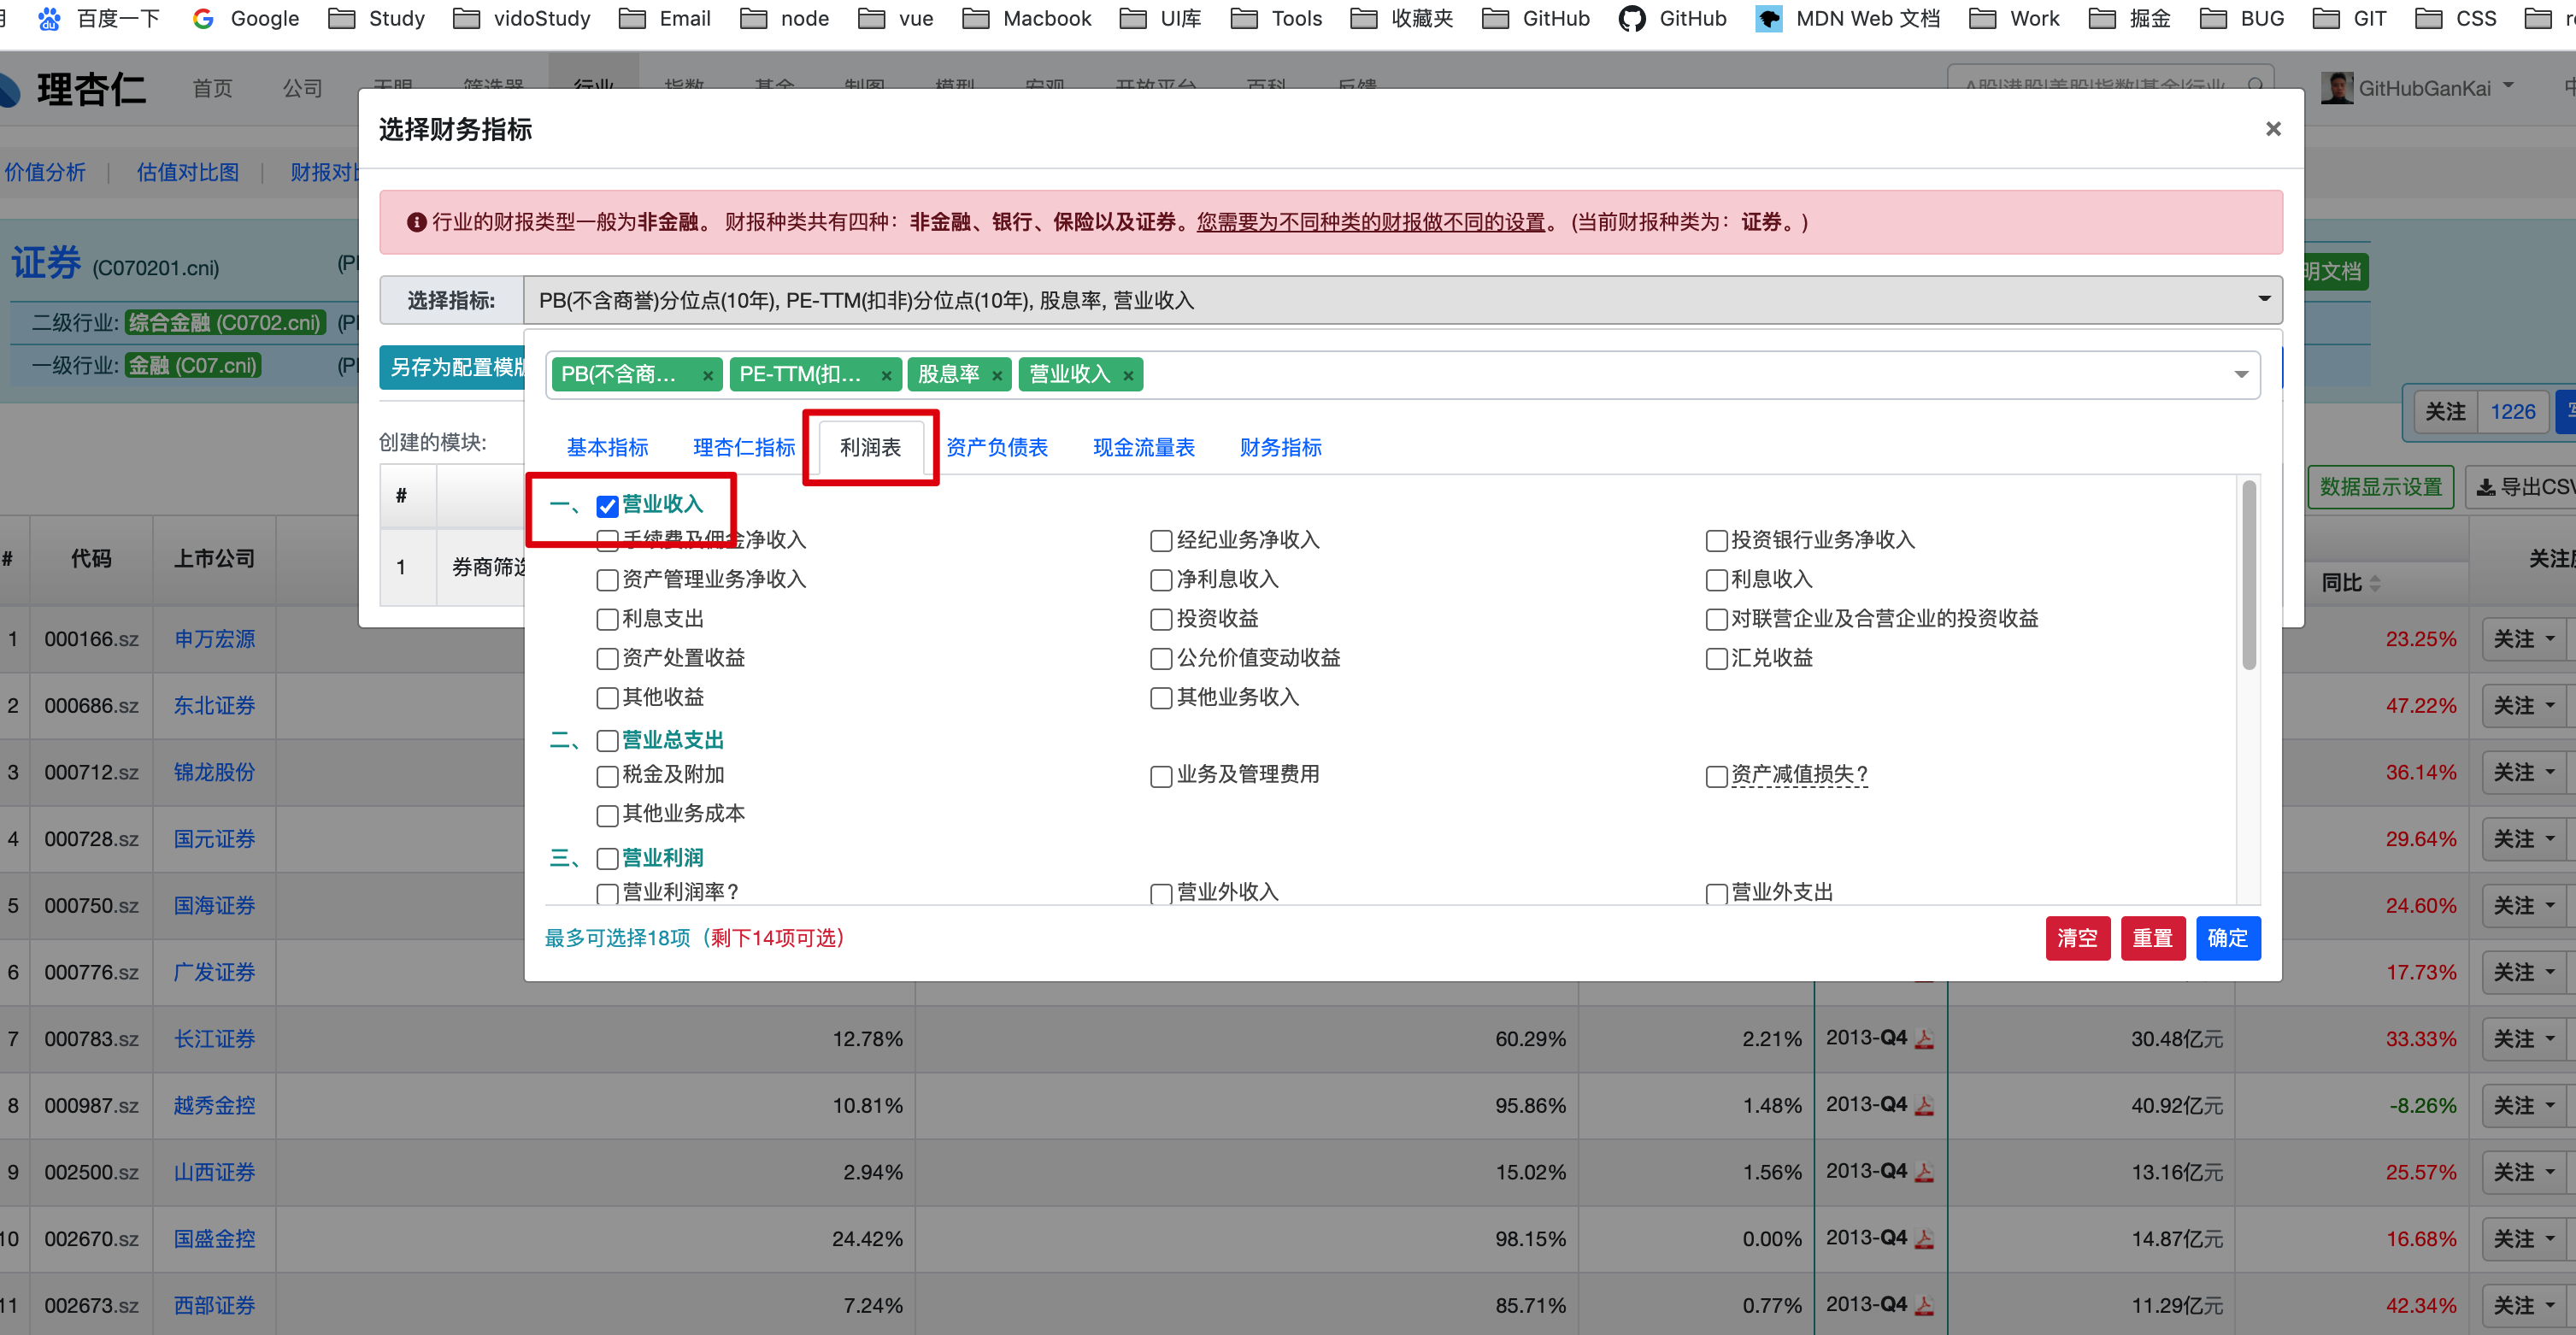 百度一下 Google Study vidoStudy Email node vue Macbook UI库 Tools 收藏夹 GitHub GitHub MDN Web 文档 Work 掘金 BUG GIT CSS
理杏仁 首页 公司 行业 GitHubGanKai
选择财务指标 ×
价值分析 | 估值对比图 | 财报对比
行业的财报类型一般为非金融。 财报种类共有四种：非金融、银行、保险以及证券。您需要为不同种类的财报做不同的设置。 (当前财报种类为：证券。)
证券 (C070201.cni)
明文档
选择指标: PB(不含商誉)分位点(10年), PE-TTM(扣非)分位点(10年), 股息率, 营业收入
二级行业: 综合金融 (C0702.cni)
一级行业: 金融 (C07.cni)
另存为配置模版
PB(不含商... × PE-TTM(扣... × 股息率 × 营业收入 ×
关注 1226
创建的模块:
基本指标 理杏仁指标 利润表 资产负债表 现金流量表 财务指标
数据显示设置 导出CSV
#
一、 营业收入
手续费及佣金净收入 经纪业务净收入 投资银行业务净收入
# 代码 上市公司
1 券商筛选
资产管理业务净收入 净利息收入 利息收入
同比
利息支出 投资收益 对联营企业及合营企业的投资收益
1 000166.sz 申万宏源 23.25% 关注
资产处置收益 公允价值变动收益 汇兑收益
其他收益 其他业务收入
2 000686.sz 东北证券 47.22% 关注
二、 营业总支出
3 000712.sz 锦龙股份 36.14% 关注
税金及附加 业务及管理费用 资产减值损失?
其他业务成本
4 000728.sz 国元证券 29.64% 关注
三、 营业利润
营业利润率? 营业外收入 营业外支出
5 000750.sz 国海证券 24.60% 关注
最多可选择18项（剩下14项可选） 清空 重置 确定
6 000776.sz 广发证券 17.73% 关注
7 000783.sz 长江证券 12.78% 60.29% 2.21% 2013-Q4 30.48亿元 33.33% 关注
8 000987.sz 越秀金控 10.81% 95.86% 1.48% 2013-Q4 40.92亿元 -8.26% 关注
9 002500.sz 山西证券 2.94% 15.02% 1.56% 2013-Q4 13.16亿元 25.57% 关注
10 002670.sz 国盛金控 24.42% 98.15% 0.00% 2013-Q4 14.87亿元 16.68% 关注
11 002673.sz 西部证券 7.24% 85.71% 0.77% 2013-Q4 11.29亿元 42.34% 关注